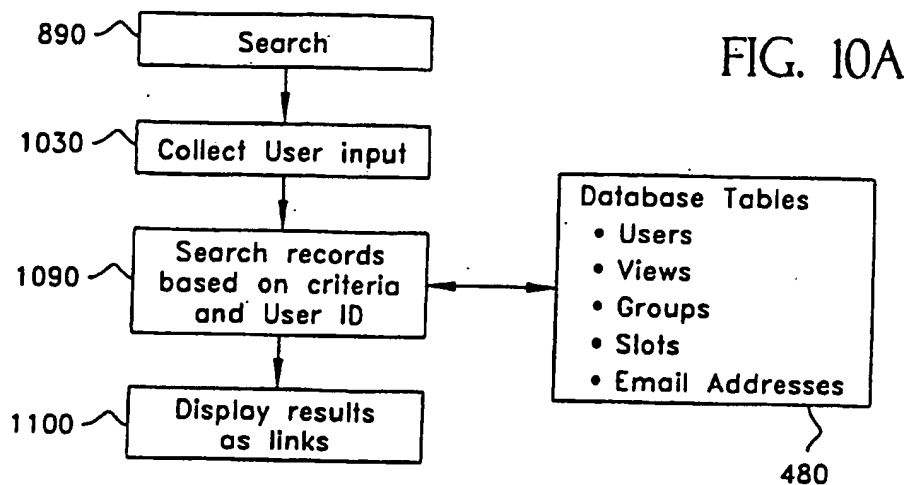 FIG. 10A
890
Search
1030
Collect User input
1090
Search records
based on criteria
and User ID
1100
Display results
as links
Database Tables
• Users
• Views
• Groups
• Slots
• Email Addresses
480